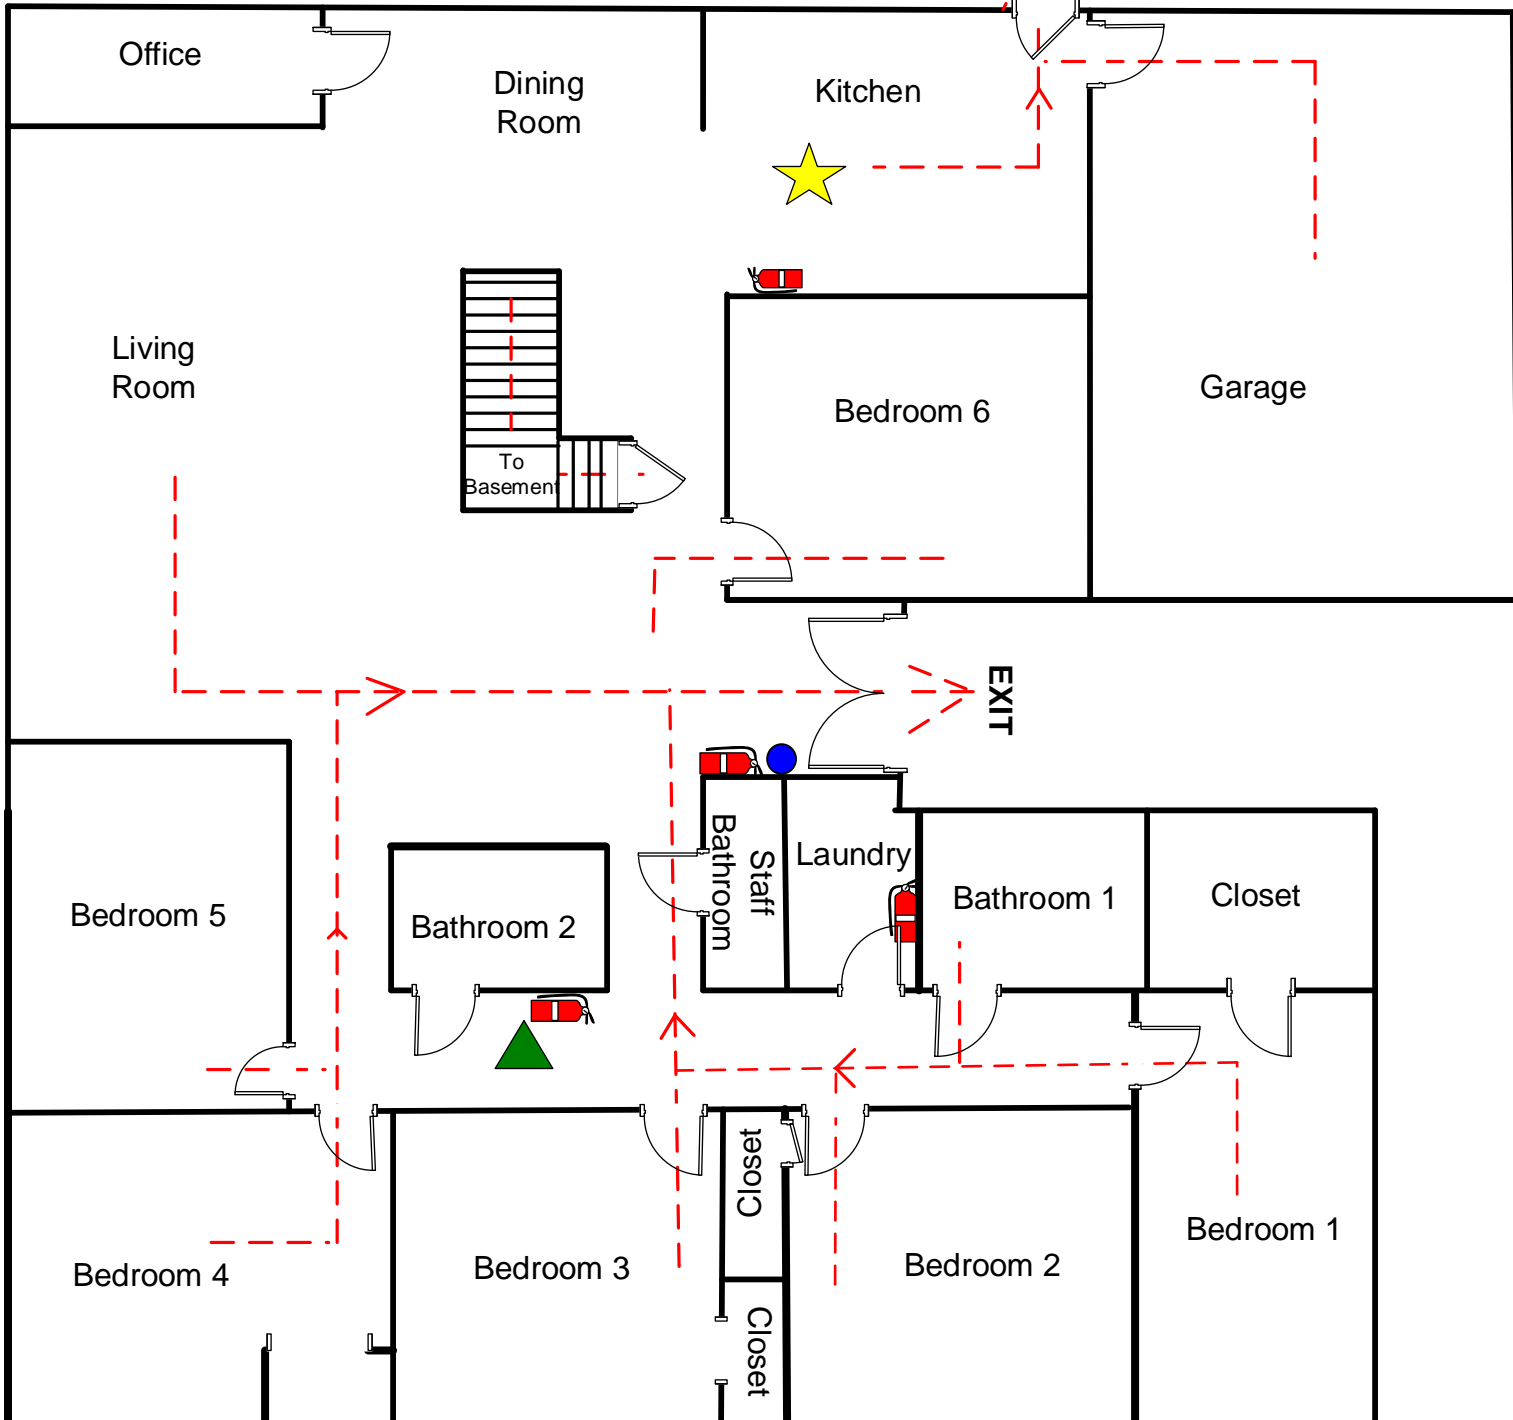 Office
Dining
Room
Kitchen
Living
Room
Garage
Bedroom 6
To
Basement
EXIT
Staff
Bathroom
Laundry
Bathroom 1
Closet
Bedroom 5
Bathroom 2
Closet
Bedroom 1
Bedroom 4
Bedroom 3
Bedroom 2
Closet